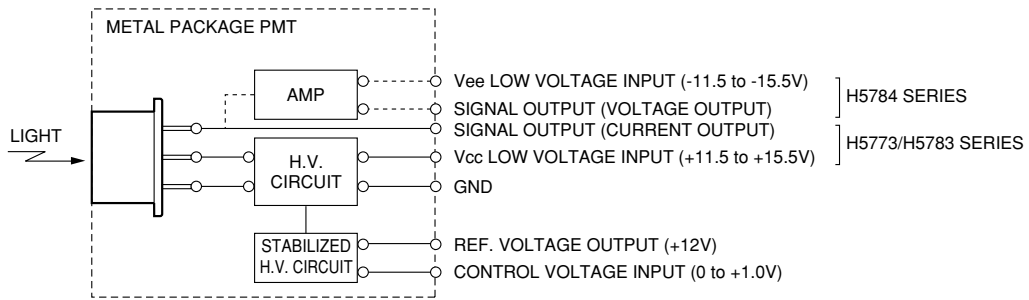 METAL PACKAGE PMT
AMP
Vee LOW VOLTAGE INPUT (-11.5 to -15.5V)
SIGNAL OUTPUT (VOLTAGE OUTPUT)
H5784 SERIES
LIGHT
SIGNAL OUTPUT (CURRENT OUTPUT)
H5773/H5783 SERIES
H.V.
CIRCUIT
Vcc LOW VOLTAGE INPUT (+11.5 to +15.5V)
GND
STABILIZED
H.V. CIRCUIT
REF. VOLTAGE OUTPUT (+12V)
CONTROL VOLTAGE INPUT (0 to +1.0V)